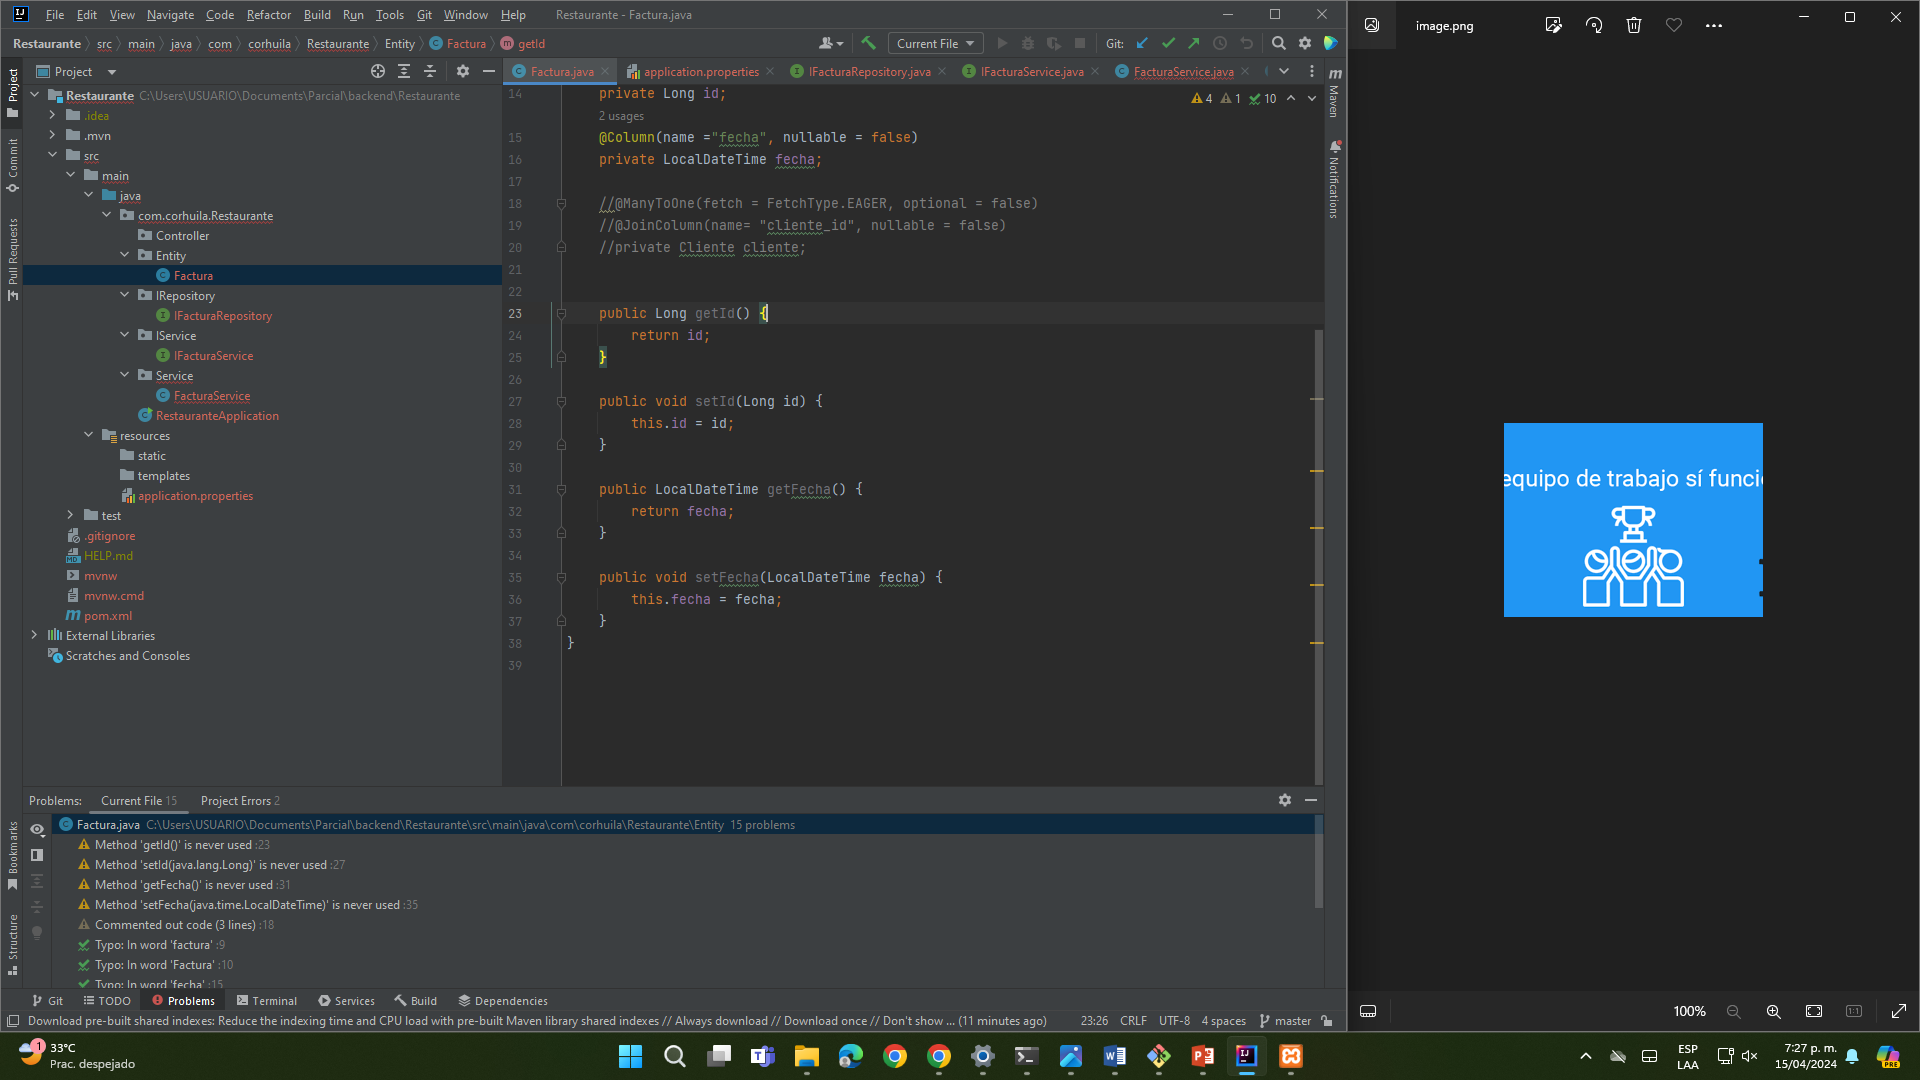 File Edit View Navigate Code Refactor Build Run Tools Git Window Help Restaurante - Factura.java
Restaurante src main java com corhuila Restaurante Entity Factura getId
Current File Git:
Project
Factura.java application.properties IFacturaRepository.java IFacturaService.java FacturaService.java
Restaurante C:\Users\USUARIO\Documents\Parcial\backend\Restaurante
.idea
.mvn
src
main
java
com.corhuila.Restaurante
Controller
Entity
Factura
IRepository
IFacturaRepository
IService
IFacturaService
Service
FacturaService
RestauranteApplication
resources
static
templates
application.properties
test
.gitignore
HELP.md
mvnw
mvnw.cmd
pom.xml
External Libraries
Scratches and Consoles
Project
Commit
Pull Requests
Bookmarks
Structure
4 1 10
14 private Long id;
2 usages
15 @Column(name ="fecha", nullable = false)
16 private LocalDateTime fecha;
17
18 //@ManyToOne(fetch = FetchType.EAGER, optional = false)
19 //@JoinColumn(name= "cliente_id", nullable = false)
20 //private Cliente cliente;
21
22
23 public Long getId() {
24 return id;
25 }
26
27 public void setId(Long id) {
28 this.id = id;
29 }
30
31 public LocalDateTime getFecha() {
32 return fecha;
33 }
34
35 public void setFecha(LocalDateTime fecha) {
36 this.fecha = fecha;
37 }
38 }
39
Maven
Notifications
Problems: Current File 15 Project Errors 2
Factura.java C:\Users\USUARIO\Documents\Parcial\backend\Restaurante\src\main\java\com\corhuila\Restaurante\Entity 15 problems
Method 'getId()' is never used :23
Method 'setId(java.lang.Long)' is never used :27
Method 'getFecha()' is never used :31
Method 'setFecha(java.time.LocalDateTime)' is never used :35
Commented out code (3 lines) :18
Typo: In word 'factura' :9
Typo: In word 'Factura' :10
Typo: In word 'fecha' :15
Git TODO Problems Terminal Services Build Dependencies
Download pre-built shared indexes: Reduce the indexing time and CPU load with pre-built Maven library shared indexes // Always download // Download once // Don't show ... (11 minutes ago) 23:26 CRLF UTF-8 4 spaces master
image.png
equipo de trabajo sí funci
100%
1
33°C
Prac. despejado
ESP
LAA
7:27 p. m.
15/04/2024